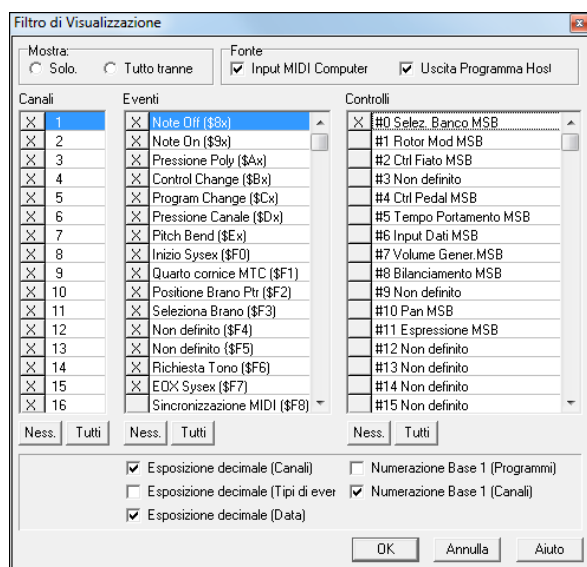 Filtro di Visualizzazione
Mostra:
Solo.
Tutto tranne
Fonte
Input MIDI Computer
Uscita Programma Host
Canali
X 1
X 2
X 3
X 4
X 5
X 6
X 7
X 8
X 9
X 10
X 11
X 12
X 13
X 14
X 15
X 16
Ness. Tutti
Eventi
X Note Off ($8x)
X Note On ($9x)
X Pressione Poly ($Ax)
X Control Change ($Bx)
X Program Change ($Cx)
X Pressione Canale ($Dx)
X Pitch Bend ($Ex)
X Inizio Sysex ($F0)
X Quarto cornice MTC ($F1)
X Positione Brano Ptr ($F2)
X Seleziona Brano ($F3)
X Non definito ($F4)
X Non definito ($F5)
X Richiesta Tono ($F6)
X EOX Sysex ($F7)
Sincronizzazione MIDI ($F8)
Ness. Tutti
Controlli
X #0 Selez. Banco MSB
#1 Rotor Mod MSB
#2 Ctrl Fiato MSB
#3 Non definito
#4 Ctrl Pedal MSB
#5 Tempo Portamento MSB
#6 Input Dati MSB
#7 Volume Gener.MSB
#8 Bilanciamento MSB
#9 Non definito
#10 Pan MSB
#11 Espressione MSB
#12 Non definito
#13 Non definito
#14 Non definito
#15 Non definito
Ness. Tutti
Esposizione decimale (Canali)
Esposizione decimale (Tipi di ever
Esposizione decimale (Data)
Numerazione Base 1 (Programmi)
Numerazione Base 1 (Canali)
OK
Annulla
Aiuto